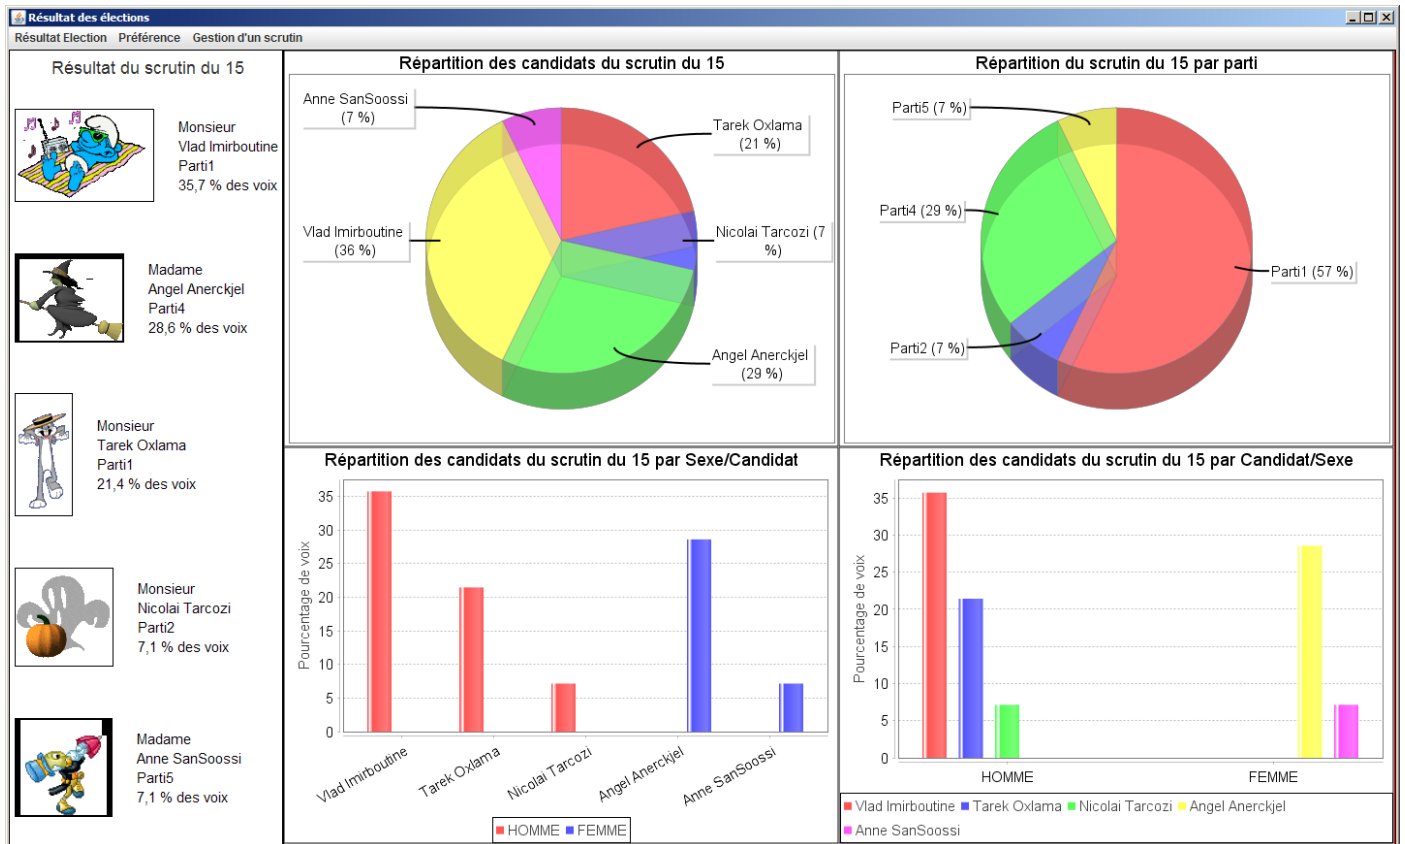 Résultat des élections
Résultat Election Préférence Gestion d'un scrutin
Résultat du scrutin du 15
Monsieur
Vlad Imirboutine
Parti1
35,7 % des voix
Madame
Angel Anerckjel
Parti4
28,6 % des voix
Monsieur
Tarek Oxlama
Parti1
21,4 % des voix
Monsieur
Nicolai Tarcozi
Parti2
7,1 % des voix
Madame
Anne SanSoossi
Parti5
7,1 % des voix
Répartition des candidats du scrutin du 15
Anne SanSoossi
(7 %)
Tarek Oxlama
(21 %)
Vlad Imirboutine
(36 %)
Nicolai Tarcozi (7
%)
Angel Anerckjel
(29 %)
Répartition du scrutin du 15 par parti
Parti5 (7 %)
Parti4 (29 %)
Parti1 (57 %)
Parti2 (7 %)
Répartition des candidats du scrutin du 15 par Sexe/Candidat
Pourcentage de voix
35
30
25
20
15
10
5
0
Vlad Imirboutine
Tarek Oxlama
Nicolai Tarcozi
Angel Anerckjel
Anne SanSoossi
HOMME FEMME
Répartition des candidats du scrutin du 15 par Candidat/Sexe
Pourcentage de voix
35
30
25
20
15
10
5
0
HOMME
FEMME
Vlad Imirboutine Tarek Oxlama Nicolai Tarcozi Angel Anerckjel
Anne SanSoossi